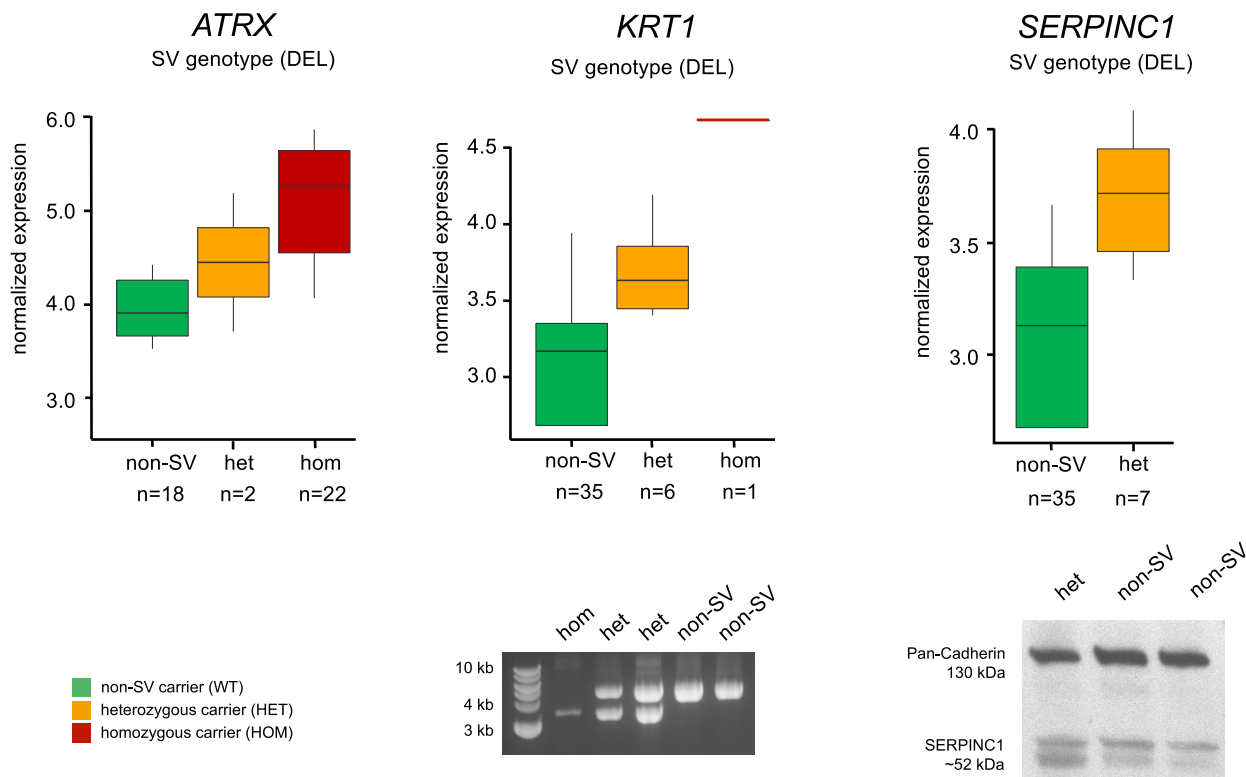 ATRX
SV genotype (DEL)
normalized expression
6.0
5.0
4.0
3.0
non-SV
het
hom
n=18
n=2
n=22
KRT1
SV genotype (DEL)
normalized expression
4.5
4.0
3.5
3.0
non-SV
het
hom
n=35
n=6
n=1
SERPINC1
SV genotype (DEL)
normalized expression
4.0
3.5
3.0
non-SV
het
n=35
n=7
non-SV carrier (WT)
heterozygous carrier (HET)
homozygous carrier (HOM)
hom
het
het
non-SV
non-SV
10 kb
4 kb
3 kb
het
non-SV
non-SV
Pan-Cadherin
130 kDa
SERPINC1
~52 kDa